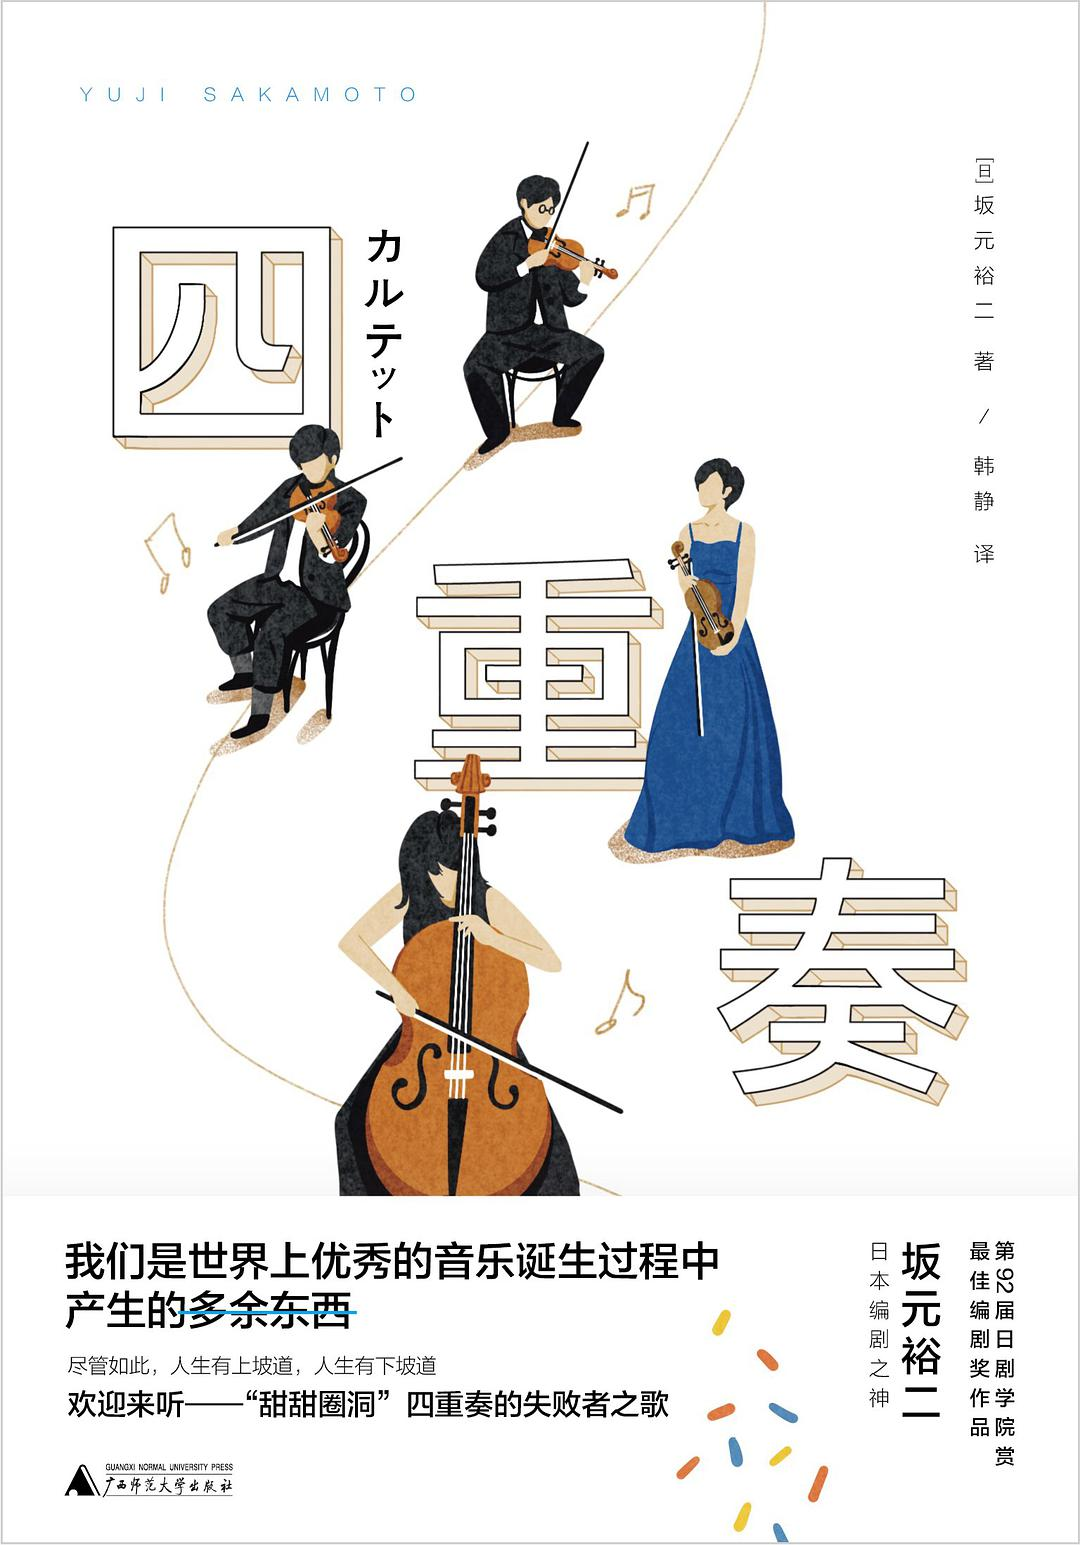 YUJI SAKAMOTO
[日]坂元裕二 著 / 韩静 译
四重奏
カルテット
我们是世界上优秀的音乐诞生过程中
产生的多余东西
尽管如此，人生有上坡道，人生有下坡道
欢迎来听——“甜甜圈洞”四重奏的失败者之歌
第92届日剧学院赏
最佳编剧奖作品
坂元裕二
日本编剧之神
GUANGXI NORMAL UNIVERSITY PRESS
广西师范大学出版社